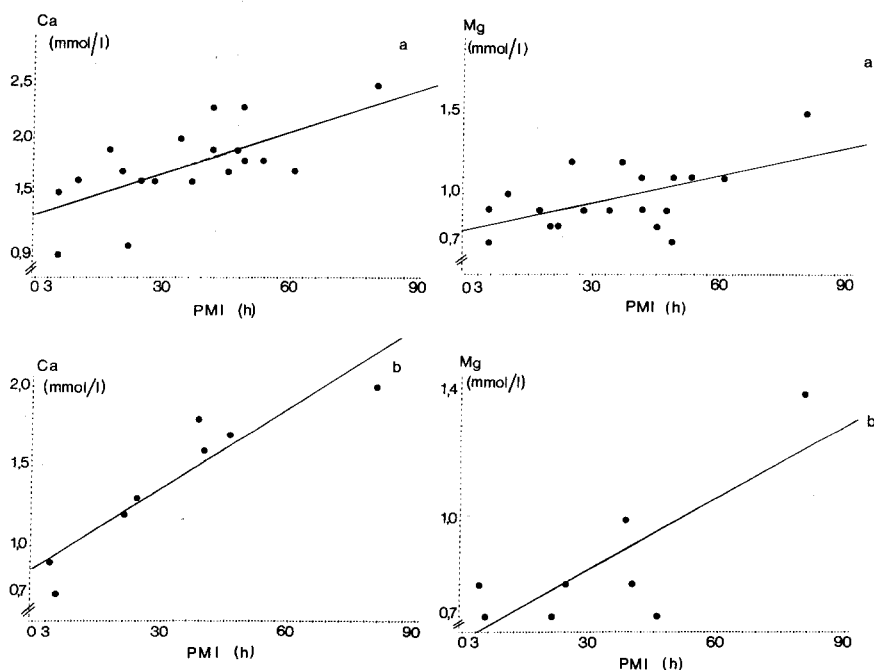 Ca
(mmol/l)
a
2,5
2,0
1,5
0,9
0 3 30 60 90
PMI (h)
Mg
(mmol/l)
a
1,5
1,0
0,7
0 3 30 60 90
PMI (h)
Ca
(mmol/l)
b
2,0
1,5
1,0
0,7
0 3 30 60 90
PMI (h)
Mg
(mmol/l)
1,4
b
1,0
0,7
0 3 30 60 90
PMI (h)